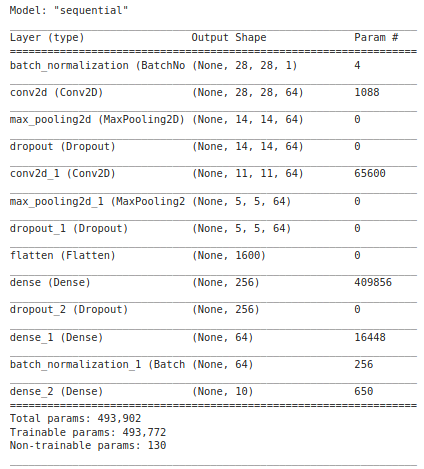 Model: "sequential"
Layer (type) Output Shape Param #
batch_normalization (BatchNo (None, 28, 28, 1) 4
conv2d (Conv2D) (None, 28, 28, 64) 1088
max_pooling2d (MaxPooling2D) (None, 14, 14, 64) 0
dropout (Dropout) (None, 14, 14, 64) 0
conv2d_1 (Conv2D) (None, 11, 11, 64) 65600
max_pooling2d_1 (MaxPooling2 (None, 5, 5, 64) 0
dropout_1 (Dropout) (None, 5, 5, 64) 0
flatten (Flatten) (None, 1600) 0
dense (Dense) (None, 256) 409856
dropout_2 (Dropout) (None, 256) 0
dense_1 (Dense) (None, 64) 16448
batch_normalization_1 (Batch (None, 64) 256
dense_2 (Dense) (None, 10) 650
Total params: 493,902
Trainable params: 493,772
Non-trainable params: 130